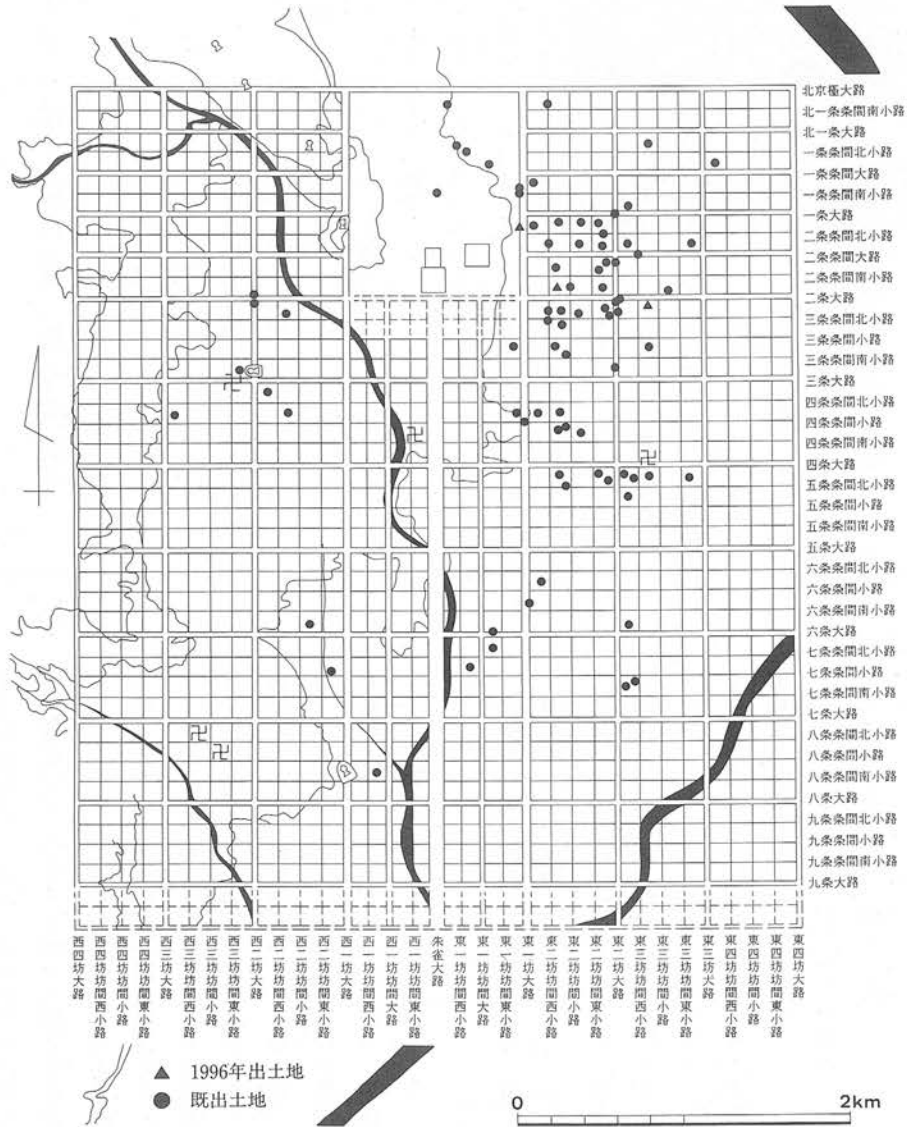 北京極大路
北一条条間南小路
北一条大路
一条条間北小路
一条条間大路
一条条間南小路
一条大路
二条条間北小路
二条条間大路
二条条間南小路
二条大路
三条条間北小路
三条条間小路
三条条間南小路
三条大路
四条条間北小路
四条条間小路
四条条間南小路
四条大路
五条条間北小路
五条条間小路
五条条間南小路
五条大路
六条条間北小路
六条条間小路
六条条間南小路
六条大路
七条条間北小路
七条条間小路
七条条間南小路
七条大路
八条条間北小路
八条条間小路
八条条間南小路
八条大路
九条条間北小路
九条条間小路
九条条間南小路
九条大路
西四坊大路
西四坊坊間西小路
西四坊坊間小路
西四坊坊間東小路
西三坊大路
西三坊坊間西小路
西三坊坊間小路
西三坊坊間東小路
西二坊大路
西二坊坊間西小路
西二坊坊間小路
西二坊坊間東小路
西一坊大路
西一坊坊間西小路
西一坊坊間大路
西一坊坊間東小路
朱雀大路
東一坊坊間西小路
東一坊坊間大路
東一坊坊間東小路
東一坊大路
東二坊坊間西小路
東二坊坊間小路
東二坊坊間東小路
東二坊大路
東三坊坊間西小路
東三坊坊間小路
東三坊坊間東小路
東三坊大路
東四坊坊間西小路
東四坊坊間小路
東四坊坊間東小路
東四坊大路
▲ 1996年出土地
● 既出土地
0 2km